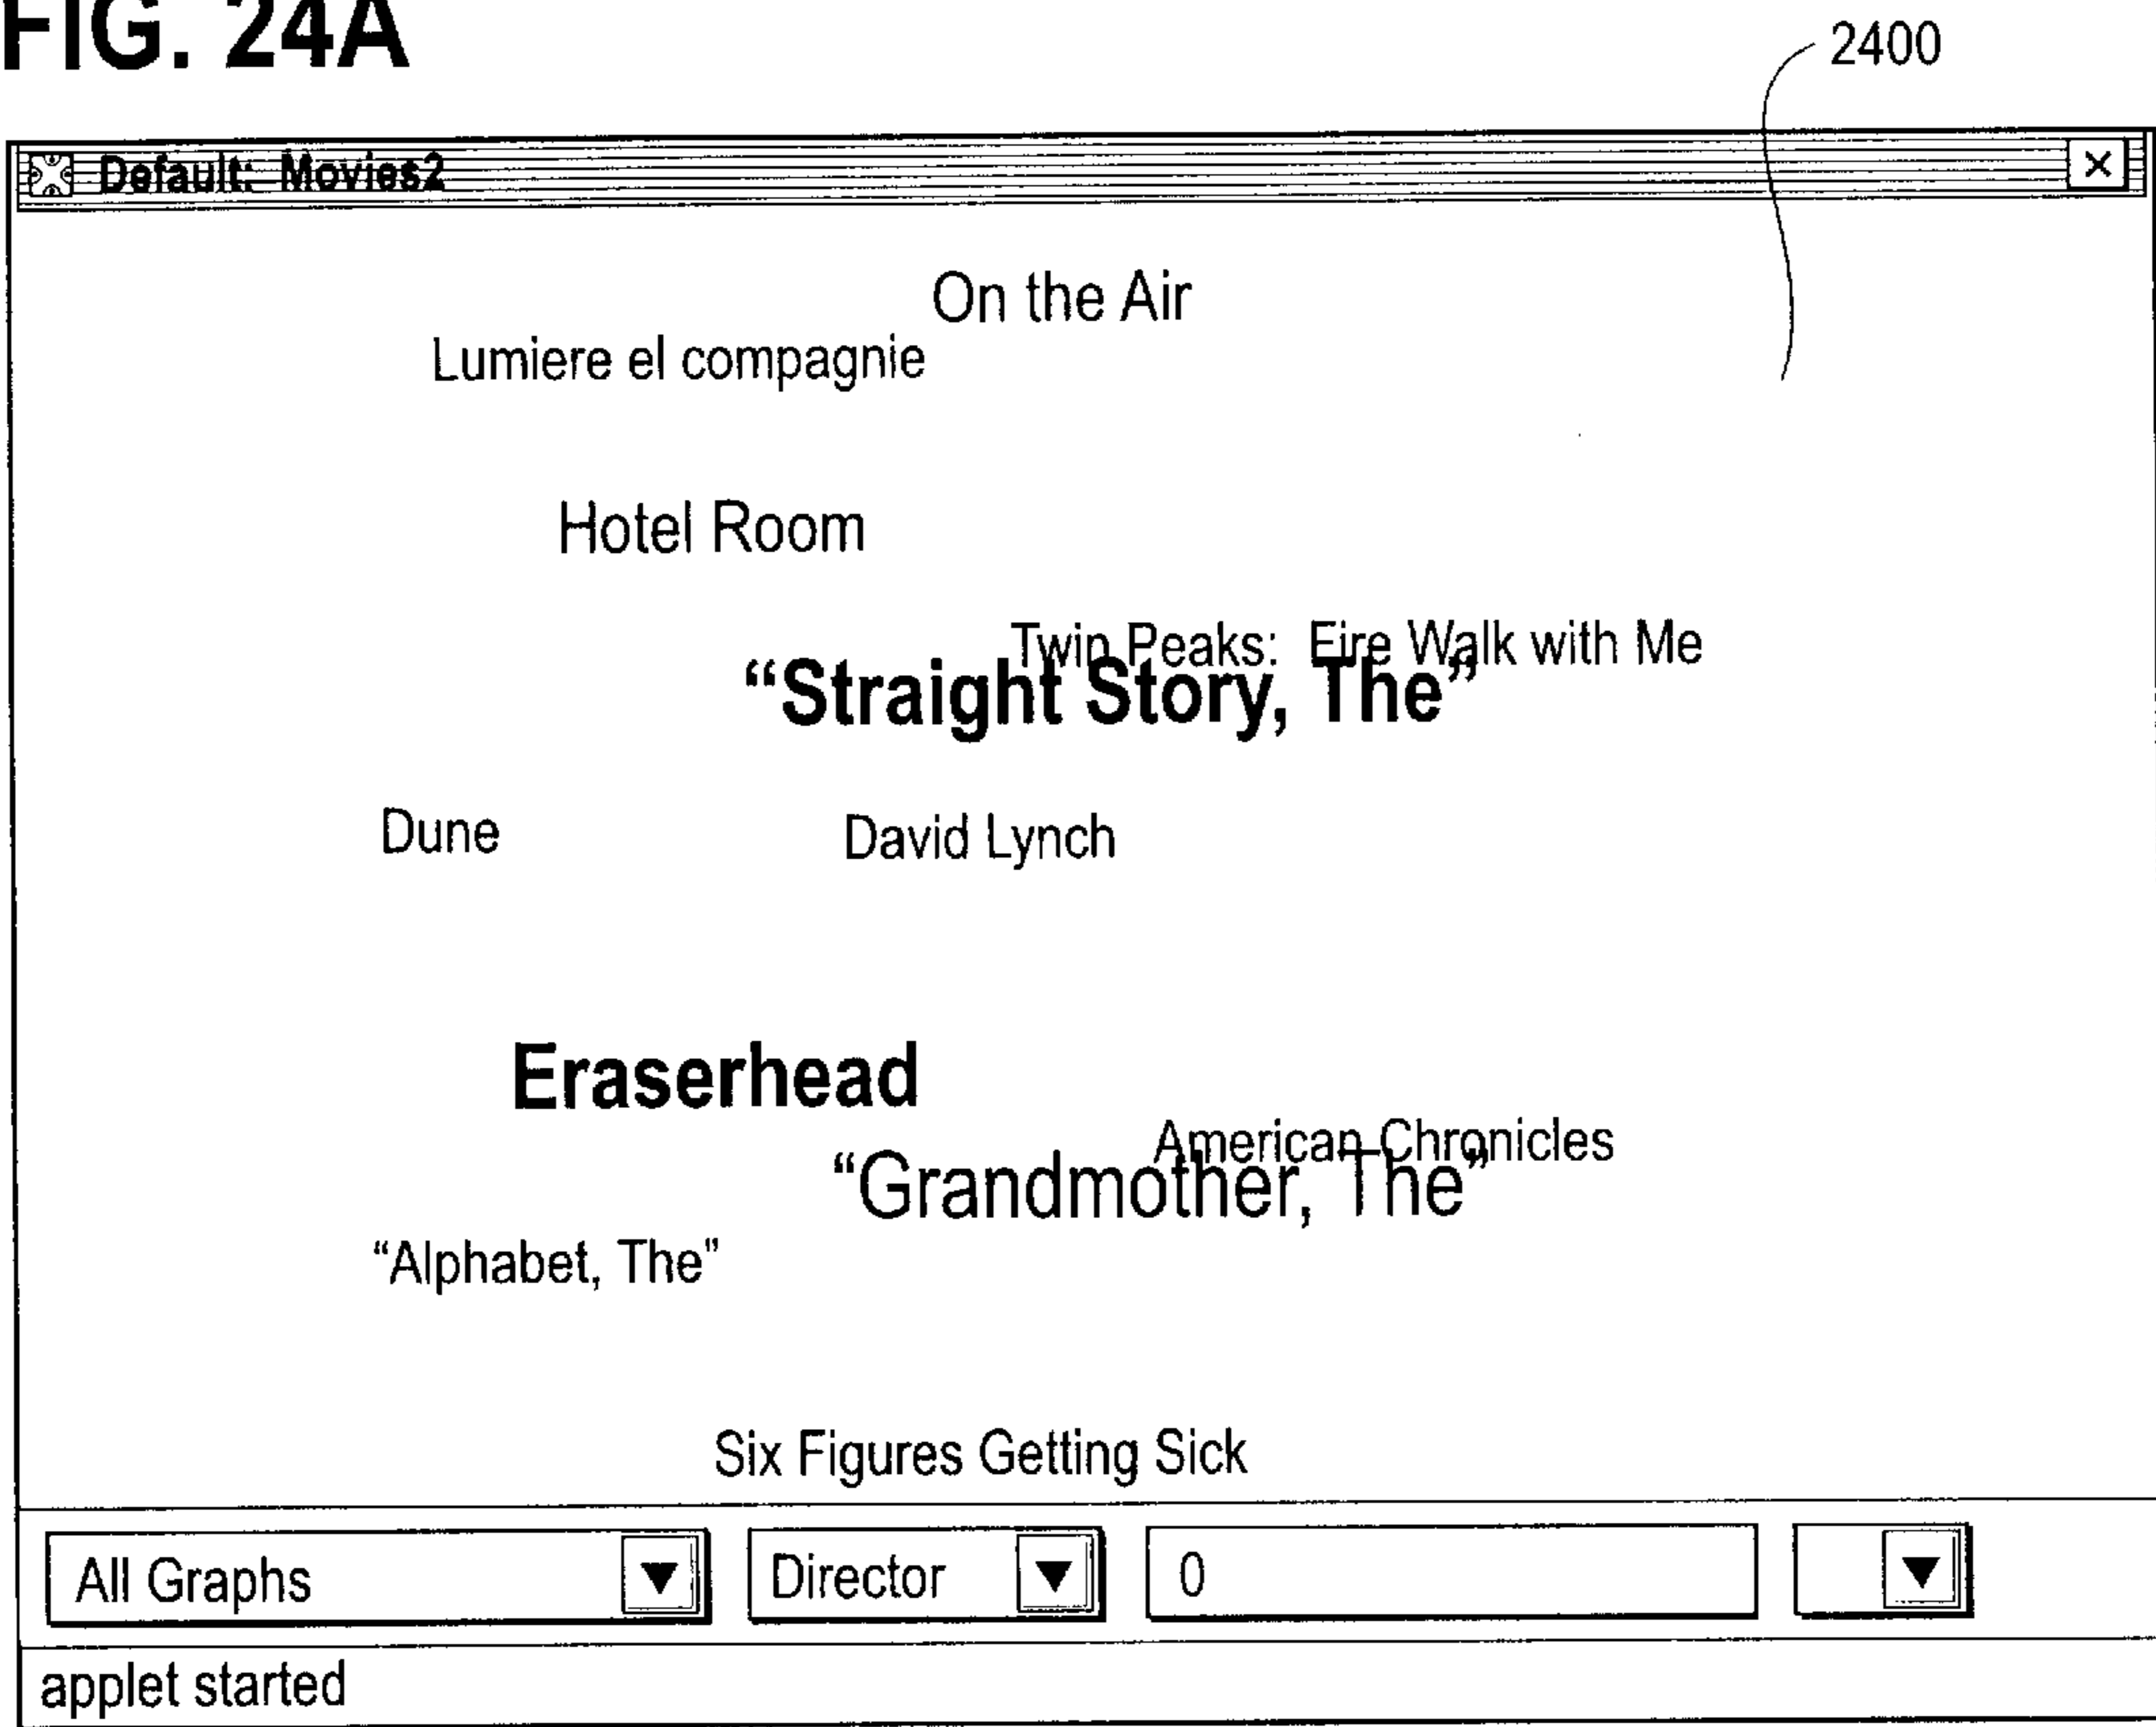 FIG. 24A
2400
Default: Movies2
On the Air
Lumiere el compagnie
Hotel Room
Twin Peaks: Fire Walk with Me
“Straight Story, The”
Dune
David Lynch
Eraserhead
American Chronicles
“Grandmother, The”
“Alphabet, The”
Six Figures Getting Sick
All Graphs
Director
0
applet started